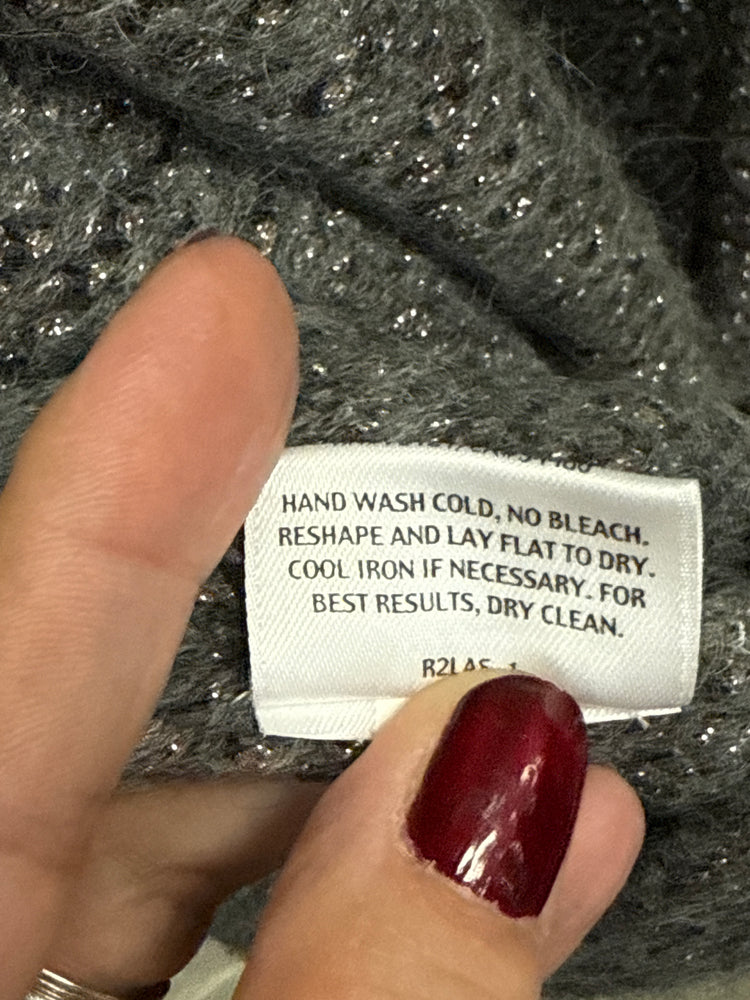 HAND WASH COLD, NO BLEACH.
RESHAPE AND LAY FLAT TO DRY.
COOL IRON IF NECESSARY. FOR
BEST RESULTS, DRY CLEAN.